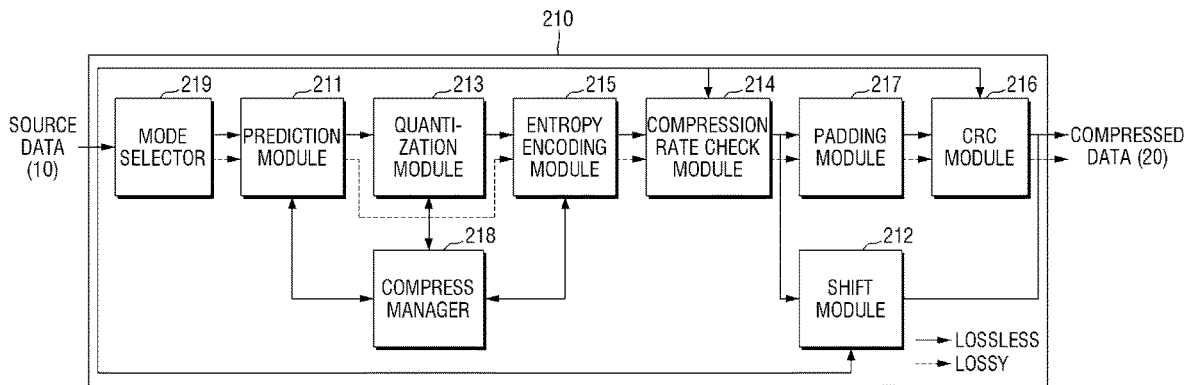 210
219
211
213
215
214
217
216
SOURCE
DATA
(10)
MODE
SELECTOR
PREDICTION
MODULE
QUANTI-
ZATION
MODULE
ENTROPY
ENCODING
MODULE
COMPRESSION
RATE CHECK
MODULE
PADDING
MODULE
CRC
MODULE
COMPRESSED
DATA (20)
218
COMPRESS
MANAGER
212
SHIFT
MODULE
LOSSLESS
LOSSY